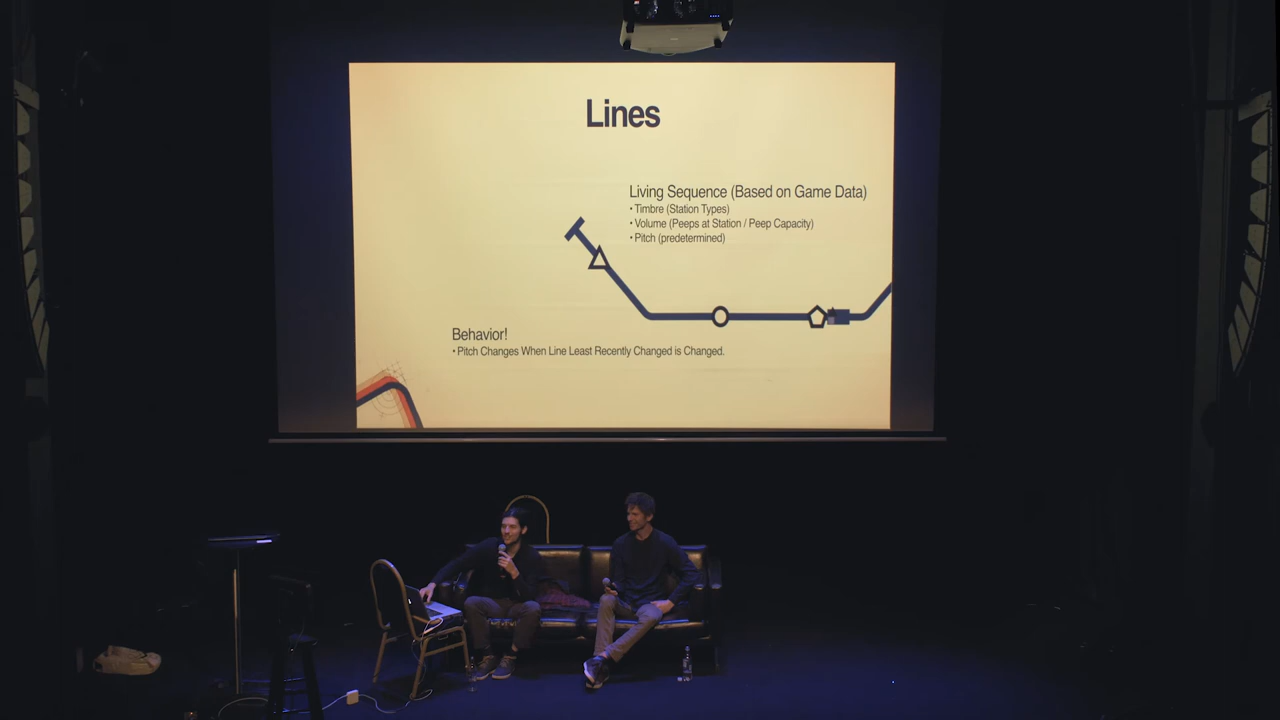 Lines
Living Sequence (Based on Game Data)
• Timbre (Station Types)
• Volume (Peeps at Station / Peep Capacity)
• Pitch (predetermined)
Behavior!
• Pitch Changes When Line Least Recently Changed is Changed.